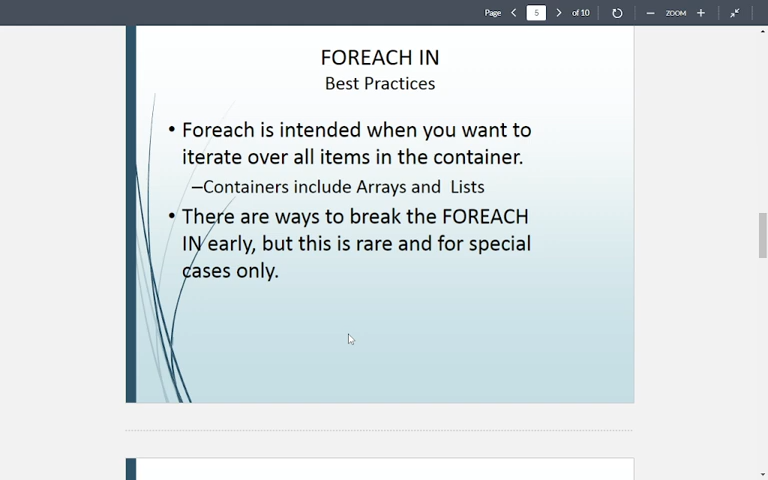 Page 5 of 10 ZOOM
FOREACH IN
Best Practices
• Foreach is intended when you want to
iterate over all items in the container.
–Containers include Arrays and Lists
• There are ways to break the FOREACH
IN early, but this is rare and for special
cases only.